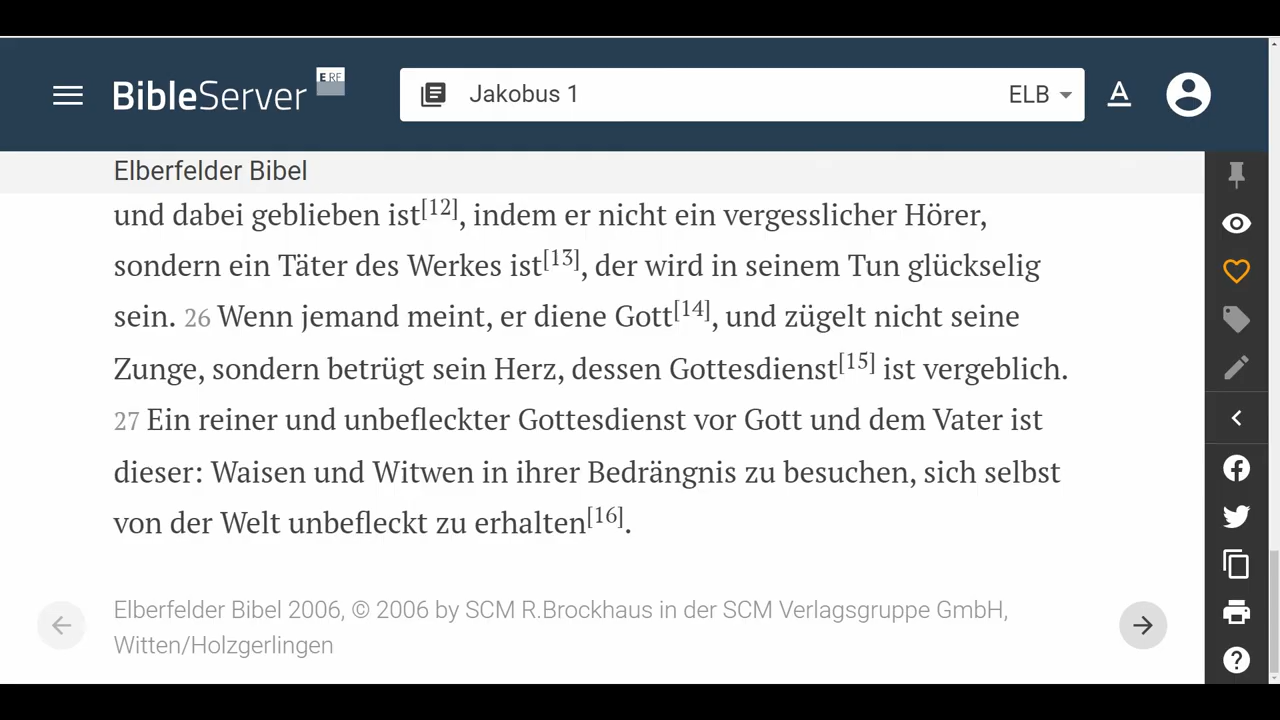 BibleServer ERF Jakobus 1 ELB A
Elberfelder Bibel
und dabei geblieben ist[12], indem er nicht ein vergesslicher Hörer,
sondern ein Täter des Werkes ist[13], der wird in seinem Tun glückselig
sein. 26 Wenn jemand meint, er diene Gott[14], und zügelt nicht seine
Zunge, sondern betrügt sein Herz, dessen Gottesdienst[15] ist vergeblich.
27 Ein reiner und unbefleckter Gottesdienst vor Gott und dem Vater ist
dieser: Waisen und Witwen in ihrer Bedrängnis zu besuchen, sich selbst
von der Welt unbefleckt zu erhalten[16].
Elberfelder Bibel 2006, © 2006 by SCM R.Brockhaus in der SCM Verlagsgruppe GmbH,
Witten/Holzgerlingen